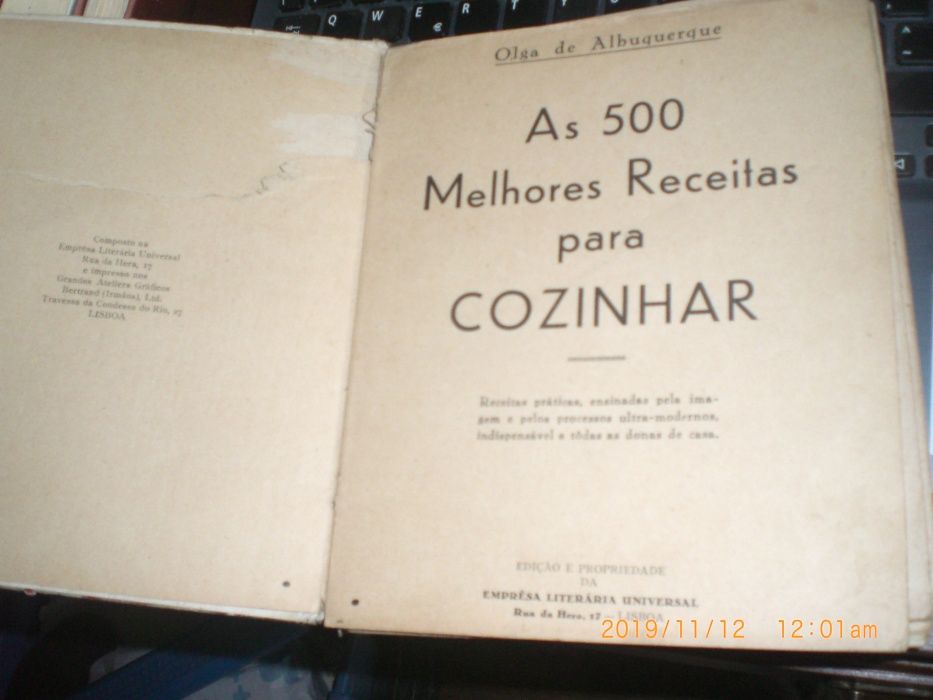 Composto na
Emprêsa Literária Universal
Rua da Hera, 17
e impresso nos
Grandes Ateliers Gráficos
Bertrand (Irmãos), Ltd.
Travessa da Condessa do Rio, 27
LISBOA
Olga de Albuquerque
As 500
Melhores Receitas
para
COZINHAR
Receitas práticas, ensinadas pela ima-
gem e pelos processos ultra-modernos,
indispensável a tôdas as donas de casa.
EDIÇÃO E PROPRIEDADE
DA
EMPRÊSA LITERÁRIA UNIVERSAL
Rua da Hera, 17 — LISBOA
2019/11/12 12:01am
Q W E R T Y
€